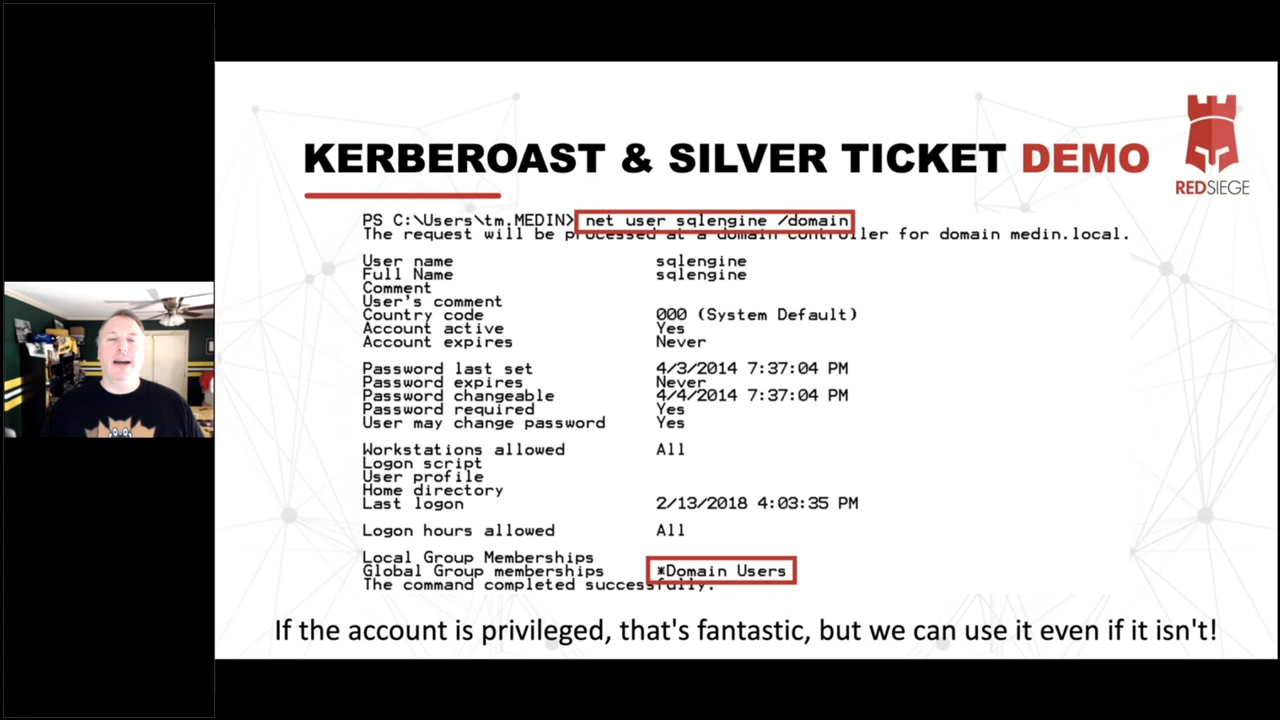 KERBEROAST & SILVER TICKET DEMO
REDSIEGE
PS C:\Users\tm.MEDIN> net user sqlengine /domain
The request will be processed at a domain controller for domain medin.local.
User name sqlengine
Full Name sqlengine
Comment
User's comment
Country code 000 (System Default)
Account active Yes
Account expires Never
Password last set 4/3/2014 7:37:04 PM
Password expires Never
Password changeable 4/4/2014 7:37:04 PM
Password required Yes
User may change password Yes
Workstations allowed All
Logon script
User profile
Home directory
Last logon 2/13/2018 4:03:35 PM
Logon hours allowed All
Local Group Memberships
Global Group memberships *Domain Users
The command completed successfully.
If the account is privileged, that's fantastic, but we can use it even if it isn't!